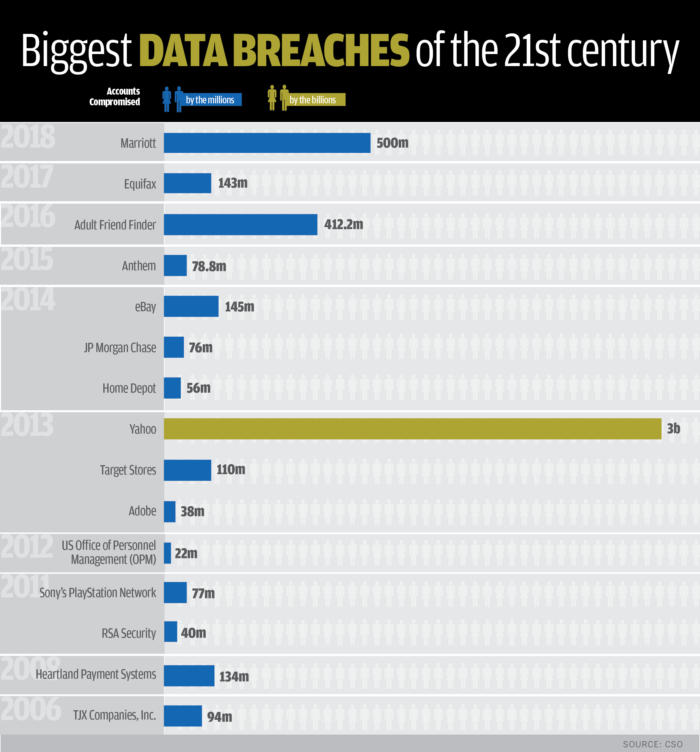 Biggest DATA BREACHES of the 21st century
Accounts
Compromised
by the millions
by the billions
2018
Marriott
500m
2017
Equifax
143m
2016
Adult Friend Finder
412.2m
2015
Anthem
78.8m
2014
eBay
145m
JP Morgan Chase
76m
Home Depot
56m
2013
Yahoo
3b
Target Stores
110m
Adobe
38m
2012
US Office of Personnel
Management (OPM)
22m
2011
Sony's PlayStation Network
77m
RSA Security
40m
2008
Heartland Payment Systems
134m
2006
TJX Companies, Inc.
94m
SOURCE: CSO